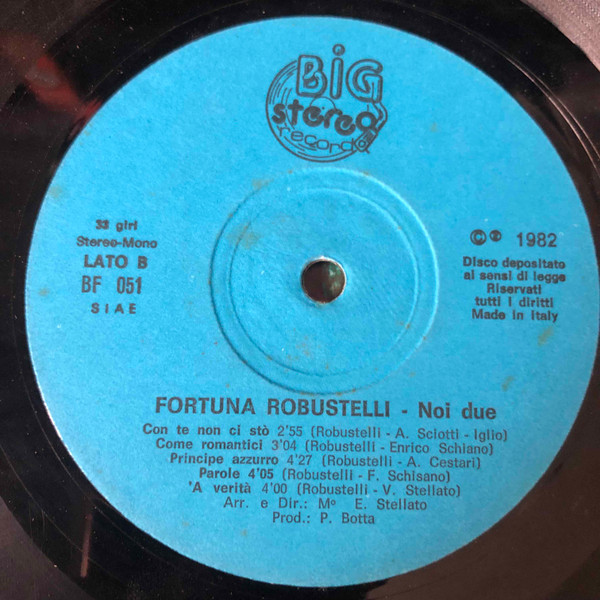 BiG
stereo
records
33 giri
Stereo-Mono
LATO B
BF 051
SIAE
© ℗ 1982
Disco depositato
ai sensi di legge
Riservati
tutti i diritti
Made in Italy
FORTUNA ROBUSTELLI - Noi due
Con te non ci stò 2'55 (Robustelli - A. Sciotti - Iglio)
Come romantici 3'04 (Robustelli - Enrico Schiano)
Principe azzurro 4'27 (Robustelli - A. Cestari)
Parole 4'05 (Robustelli - F. Schisano)
'A verità 4'00 (Robustelli - V. Stellato)
Arr. e Dir.: Mº E. Stellato
Prod.: P. Botta